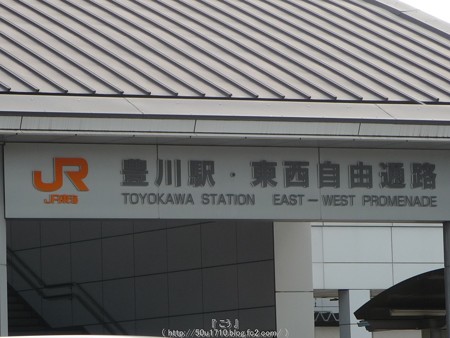 JR 豊川駅・東西自由通路
JR東海 TOYOKAWA STATION EAST-WEST PROMENADE
『ご』
( http://50u1710.blog.fc2.com/ )